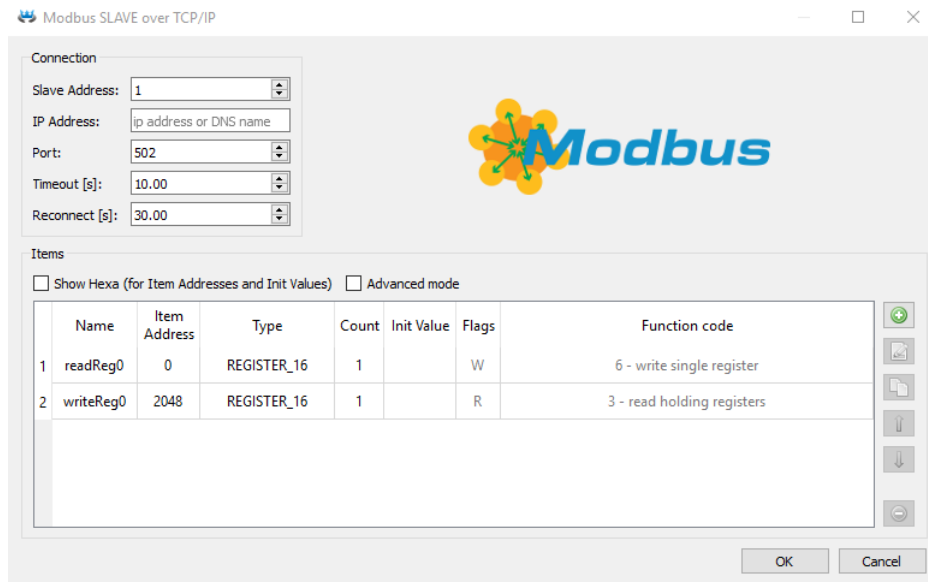 Modbus SLAVE over TCP/IP
Connection
Slave Address: 1
IP Address: ip address or DNS name
Port: 502
Timeout [s]: 10.00
Reconnect [s]: 30.00
Modbus
Items
Show Hexa (for Item Addresses and Init Values) Advanced mode
Name Item Address Type Count Init Value Flags Function code
1 readReg0 0 REGISTER_16 1 W 6 - write single register
2 writeReg0 2048 REGISTER_16 1 R 3 - read holding registers
OK Cancel